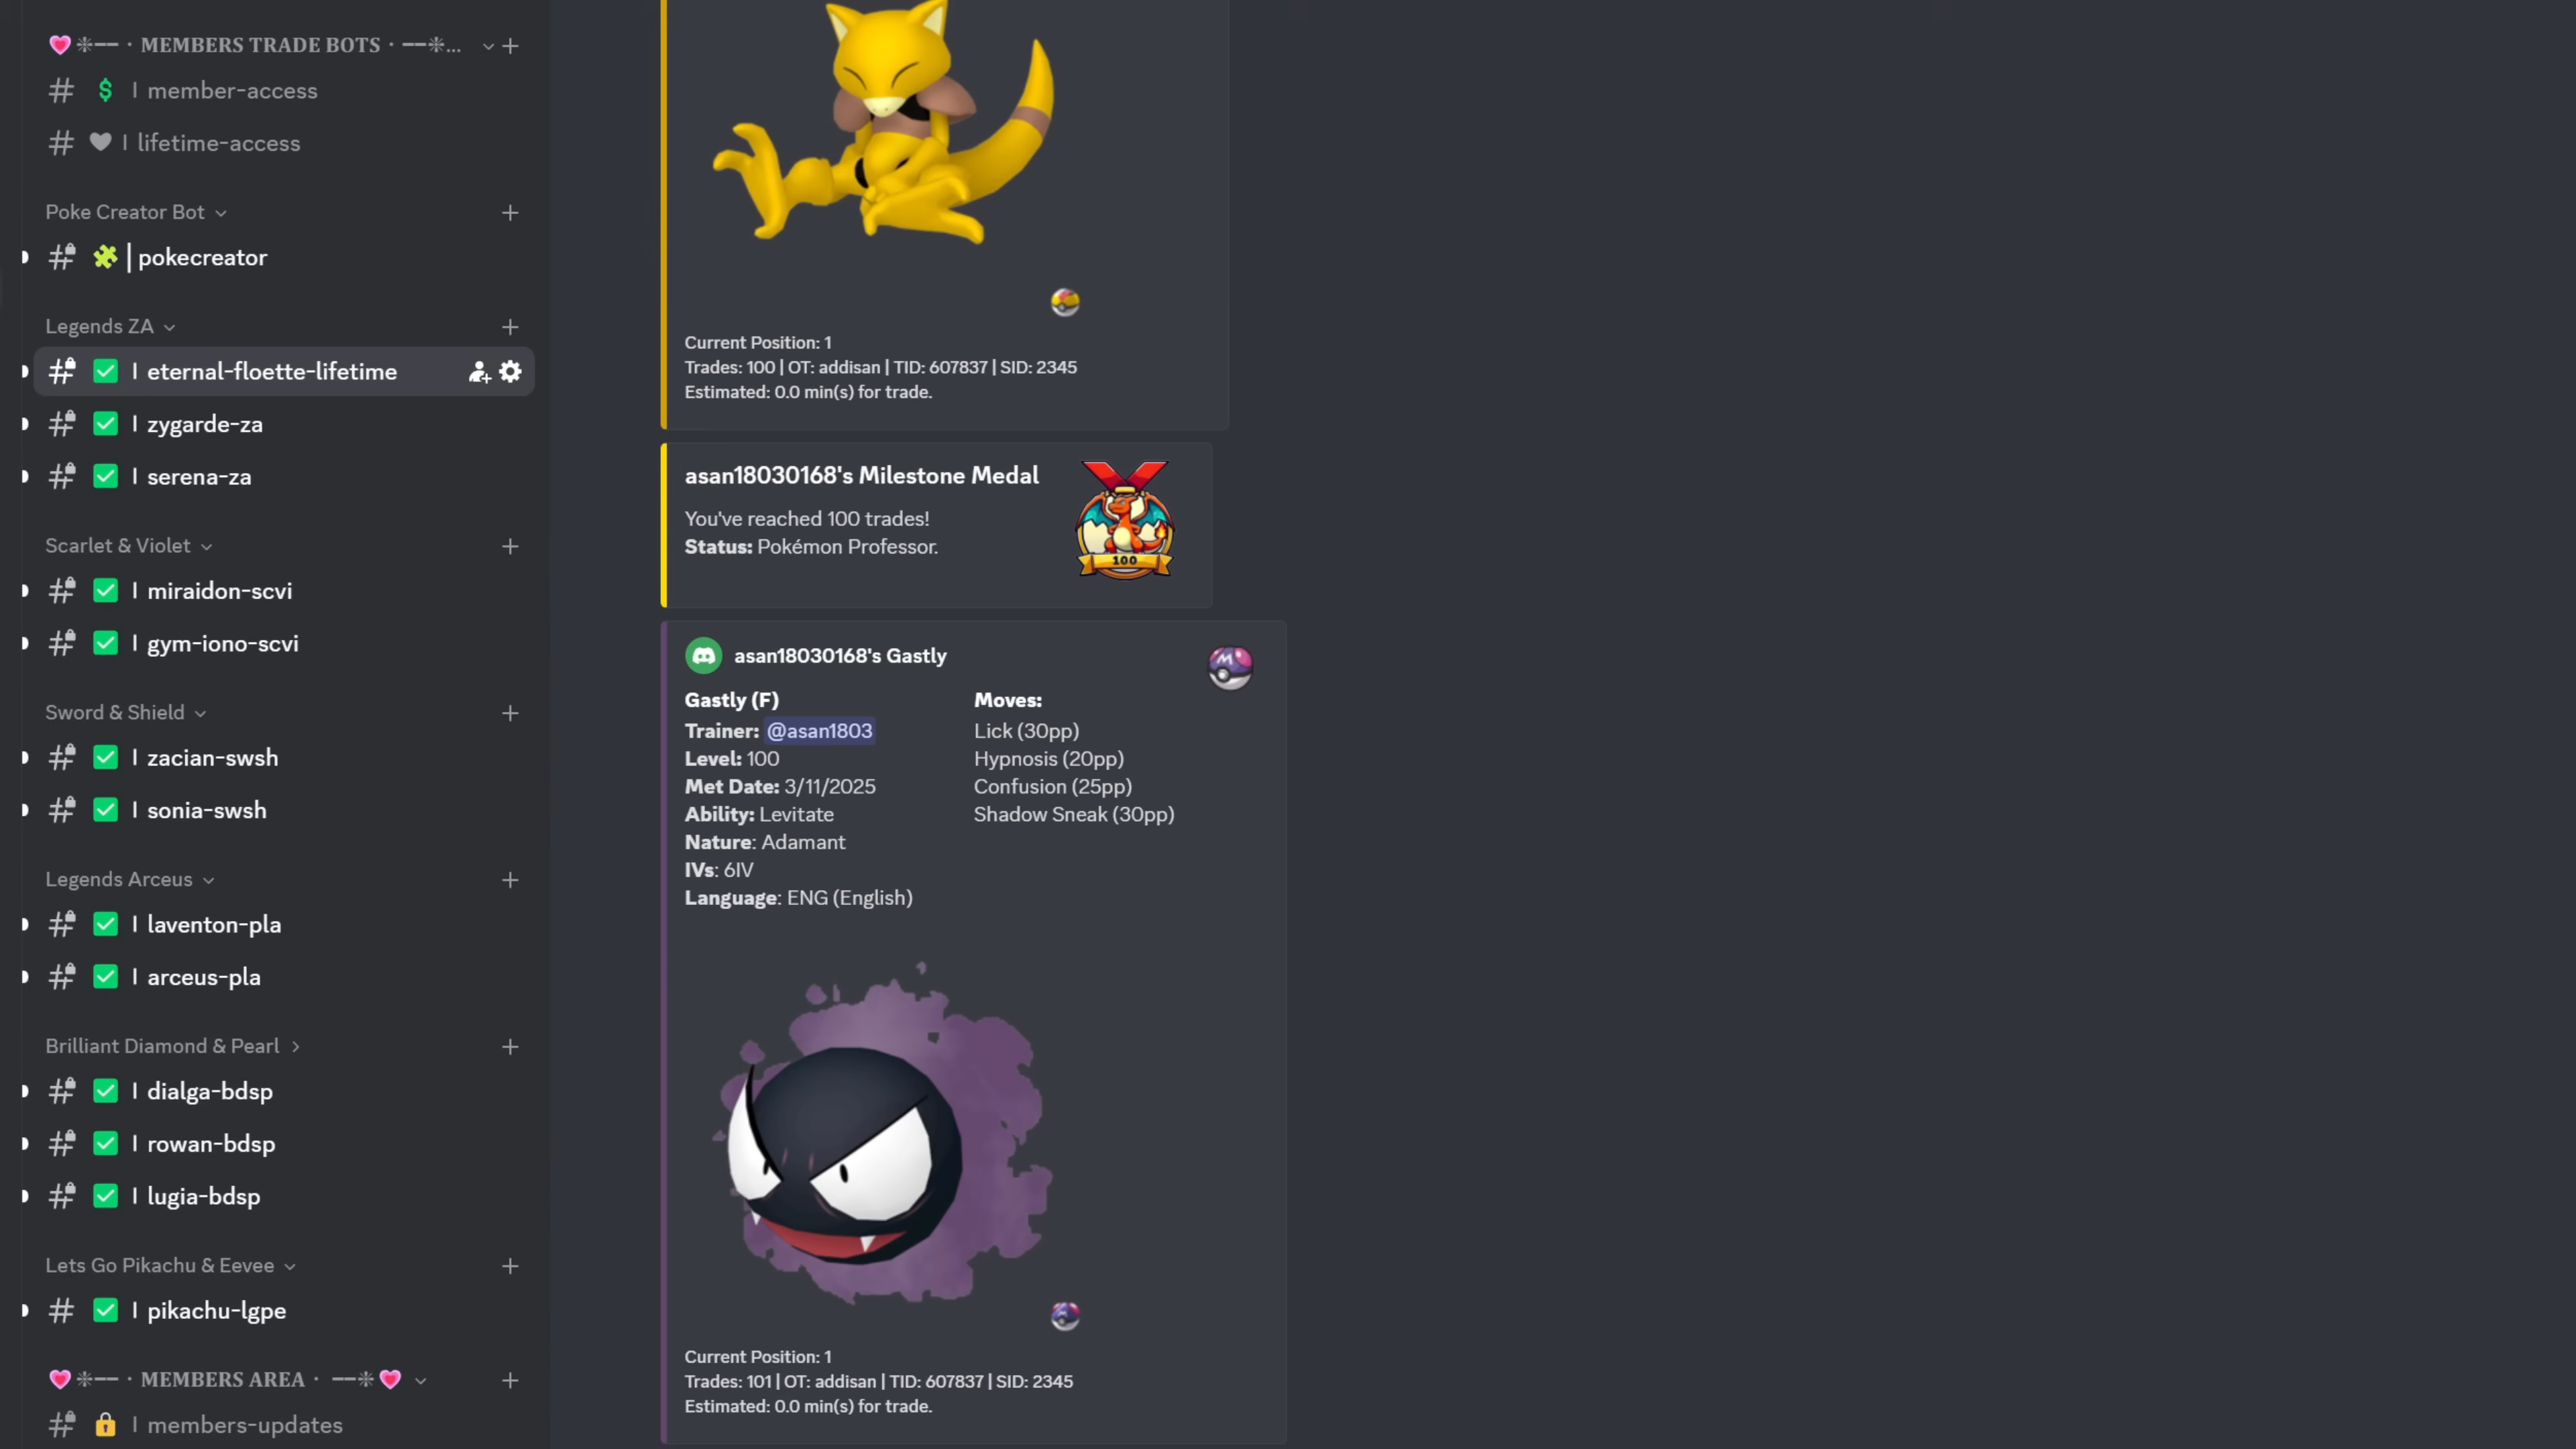 MEMBERS TRADE BOTS
member-access
lifetime-access
Poke Creator Bot
pokecreator
Legends ZA
eternal-floette-lifetime
zygarde-za
serena-za
Scarlet & Violet
miraidon-scvi
gym-iono-scvi
Sword & Shield
zacian-swsh
sonia-swsh
Legends Arceus
laventon-pla
arceus-pla
Brilliant Diamond & Pearl
dialga-bdsp
rowan-bdsp
lugia-bdsp
Lets Go Pikachu & Eevee
pikachu-lgpe
MEMBERS AREA
members-updates
Current Position: 1
Trades: 100 | OT: addisan | TID: 607837 | SID: 2345
Estimated: 0.0 min(s) for trade.
asan18030168's Milestone Medal
You've reached 100 trades!
Status: Pokémon Professor.
100
asan18030168's Gastly
M
Gastly (F)
Trainer: @asan1803
Level: 100
Met Date: 3/11/2025
Ability: Levitate
Nature: Adamant
IVs: 6IV
Language: ENG (English)
Moves:
Lick (30pp)
Hypnosis (20pp)
Confusion (25pp)
Shadow Sneak (30pp)
Current Position: 1
Trades: 101 | OT: addisan | TID: 607837 | SID: 2345
Estimated: 0.0 min(s) for trade.